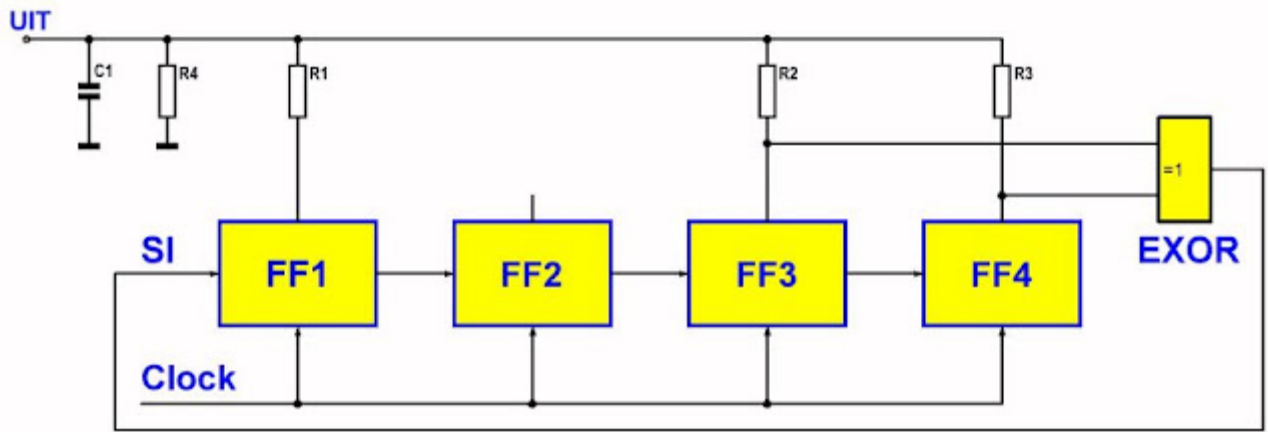 UIT
C1
R4
R1
R2
R3
=1
SI
FF1
FF2
FF3
FF4
EXOR
Clock